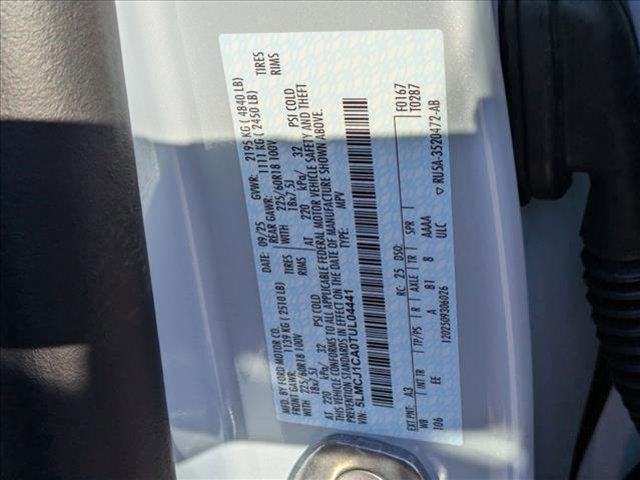 MFD. BY FORD MOTOR CO.
DATE: 09/25 GVWR: 2195 KG ( 4840 LB)
FRONT GAWR: 1139 KG ( 2510 LB) REAR GAWR: 1111 KG ( 2450 LB)
WITH 225/60R18 100V TIRES WITH 225/60R18 100V TIRES
18x7.5J RIMS 18x7.5J RIMS
AT 220 kPa/ 32 PSI COLD AT 220 kPa/ 32 PSI COLD
THIS VEHICLE CONFORMS TO ALL APPLICABLE FEDERAL MOTOR VEHICLE SAFETY AND THEFT
PREVENTION STANDARDS IN EFFECT ON THE DATE OF MANUFACTURE SHOWN ABOVE.
VIN: 5LMCJ1CA0TUL04441 TYPE: MPV
F0167
T0287
EXT PNT: A3 RC: 25 DSO:
WB INT TR TP/PS R AXLE TR SPR
106 EE A B1 8 AAAA
ULC
1202509306026
▽ RU5A-3520472-AB